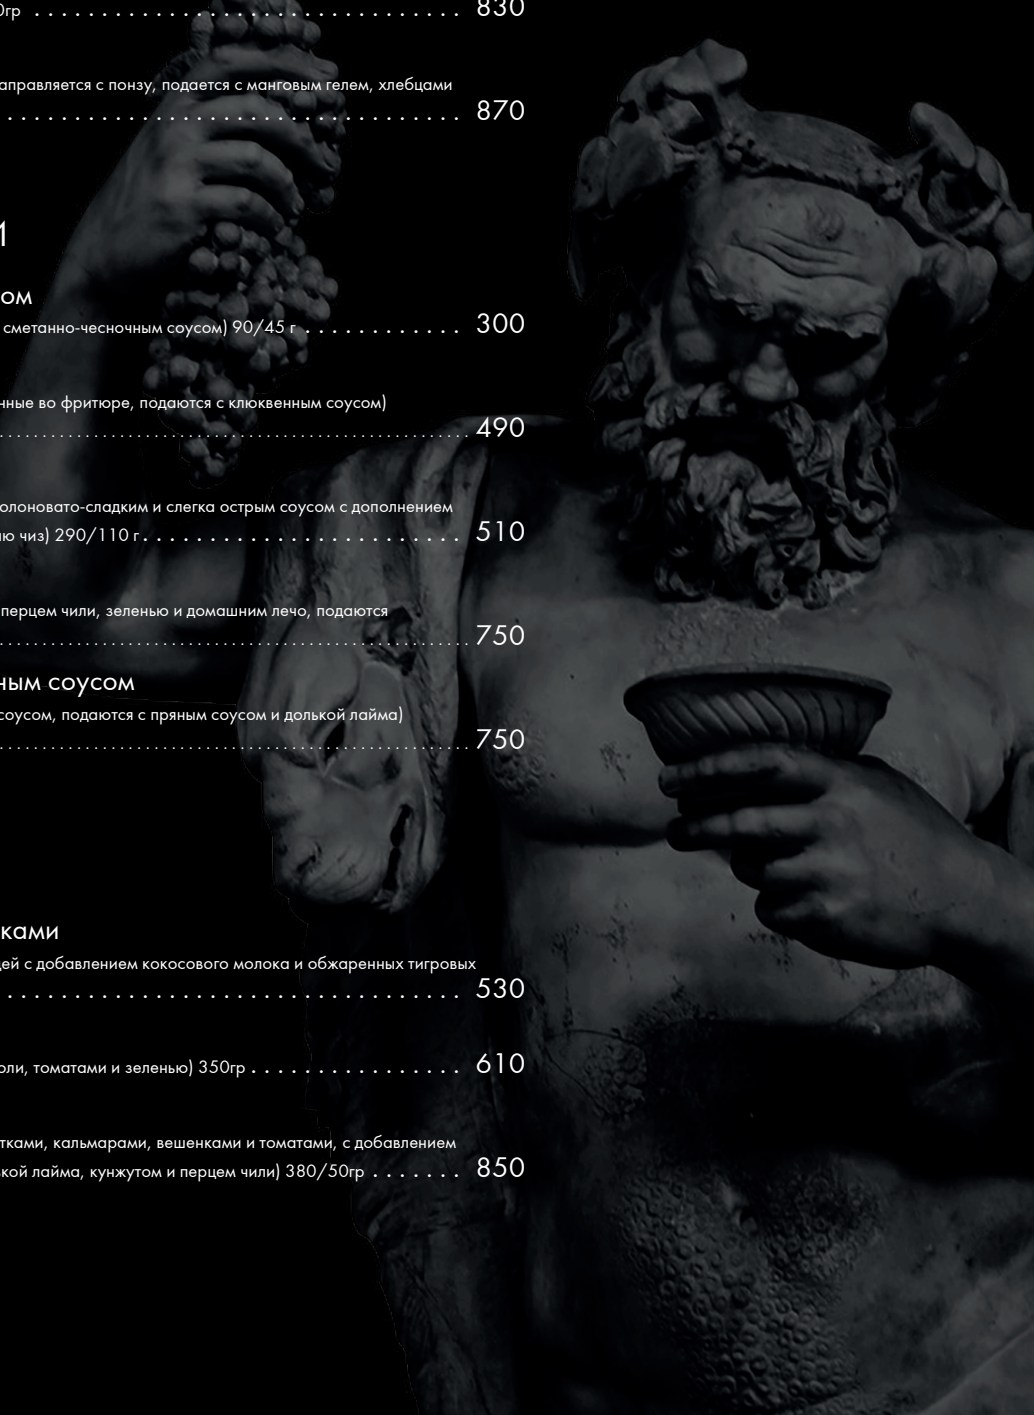 0гр . . . . . . . . . . . . . . . . . . . . . . . . . . . . . . . . . . . 830
аправляется с понзу, подается с манговым гелем, хлебцами
. . . . . . . . . . . . . . . . . . . . . . . . . . . . . . . . . . 870
И
ом
сметанно-чесночным соусом) 90/45 г . . . . . . . . . . . . 300
нные во фритюре, подаются с клюквенным соусом)
. . . . . . . . . . . . . . . . . . . . . . . . . . . . . . . . . . 490
олоновато-сладким и слегка острым соусом с дополнением
ю чиз) 290/110 г . . . . . . . . . . . . . . . . . . . . . . . . 510
перцем чили, зеленью и домашним лечо, подаются
. . . . . . . . . . . . . . . . . . . . . . . . . . . . . . . . . . 750
ным соусом
соусом, подаются с пряным соусом и долькой лайма)
. . . . . . . . . . . . . . . . . . . . . . . . . . . . . . . . . . 750
ками
ей с добавлением кокосового молока и обжаренных тигровых
. . . . . . . . . . . . . . . . . . . . . . . . . . . . . . . . . . 530
оли, томатами и зеленью) 350гр . . . . . . . . . . . . . . . . 610
тками, кальмарами, вешенками и томатами, с добавлением
кой лайма, кунжутом и перцем чили) 380/50гр . . . . . . . 850